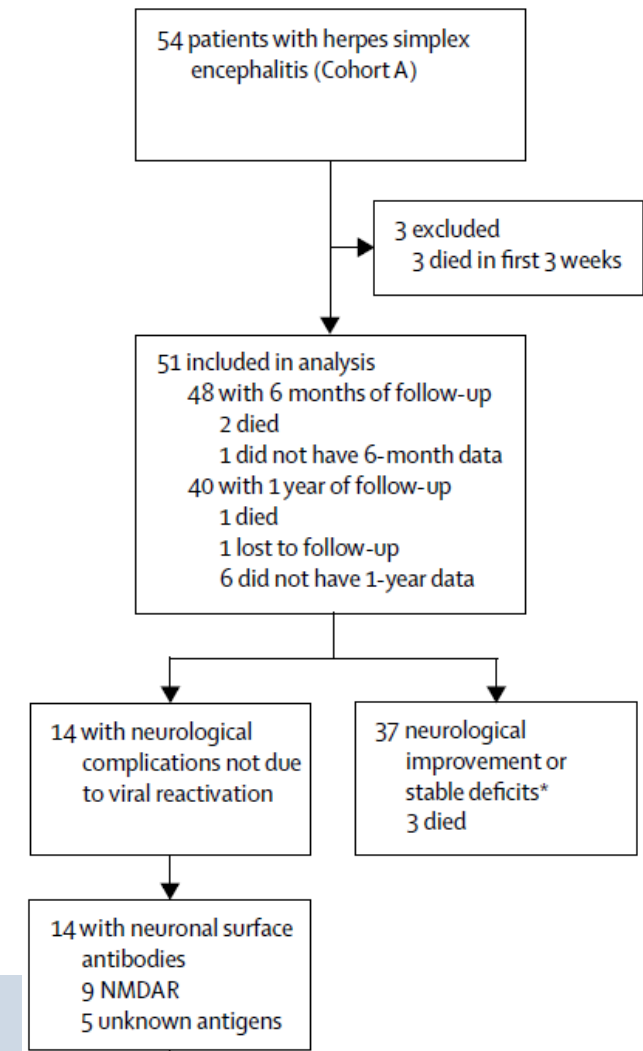 54 patients with herpes simplex
encephalitis (Cohort A)
3 excluded
3 died in first 3 weeks
51 included in analysis
48 with 6 months of follow-up
2 died
1 did not have 6-month data
40 with 1 year of follow-up
1 died
1 lost to follow-up
6 did not have 1-year data
14 with neurological
complications not due
to viral reactivation
37 neurological
improvement or
stable deficits*
3 died
14 with neuronal surface
antibodies
9 NMDAR
5 unknown antigens